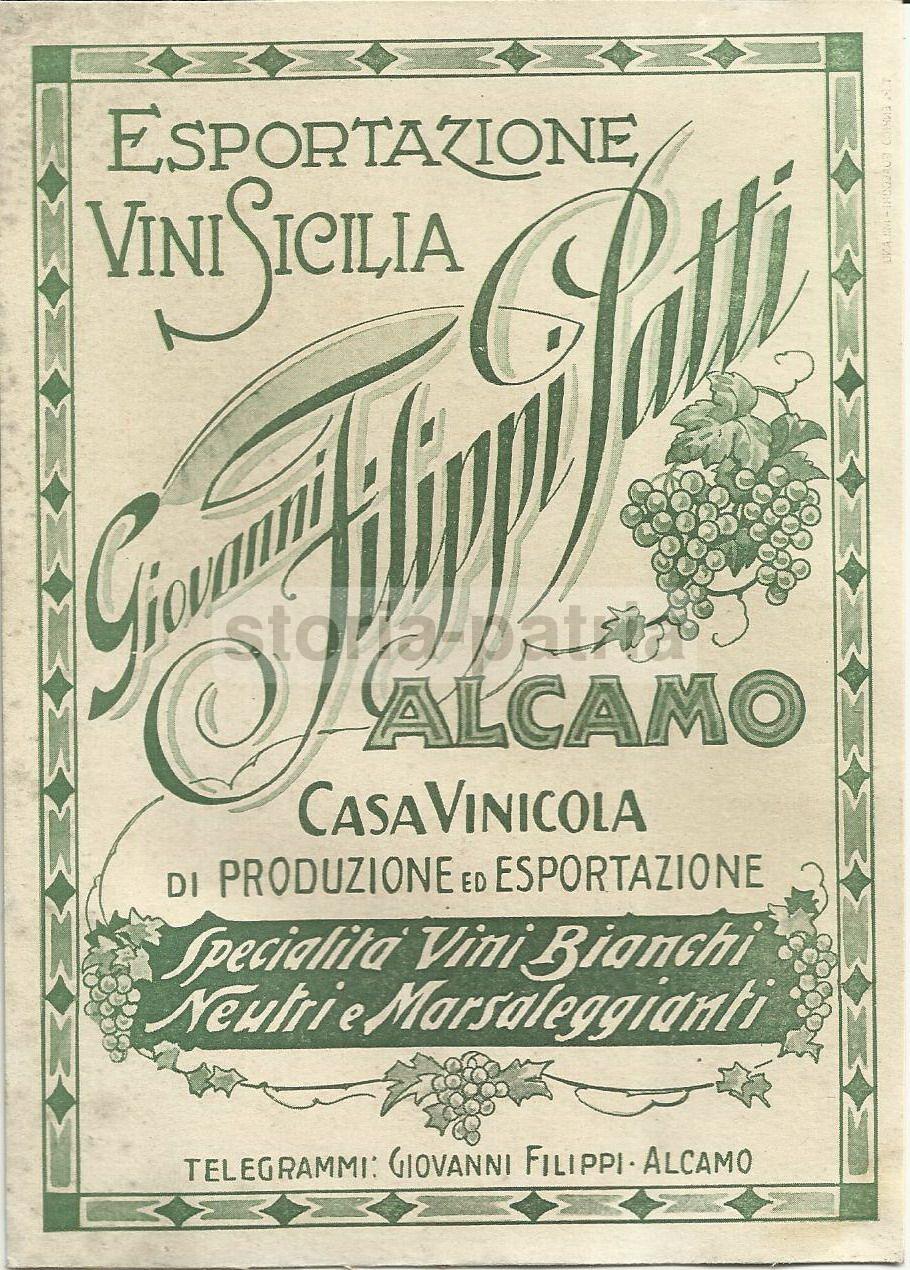 ESPORTAZIONE
VINI SICILIA
Giovanni Filippi Patti
ALCAMO
CASA VINICOLA
DI PRODUZIONE ED ESPORTAZIONE
Specialità Vini Bianchi
Neutri e Marsaleggianti
TELEGRAMMI: GIOVANNI FILIPPI · ALCAMO
storia-patria